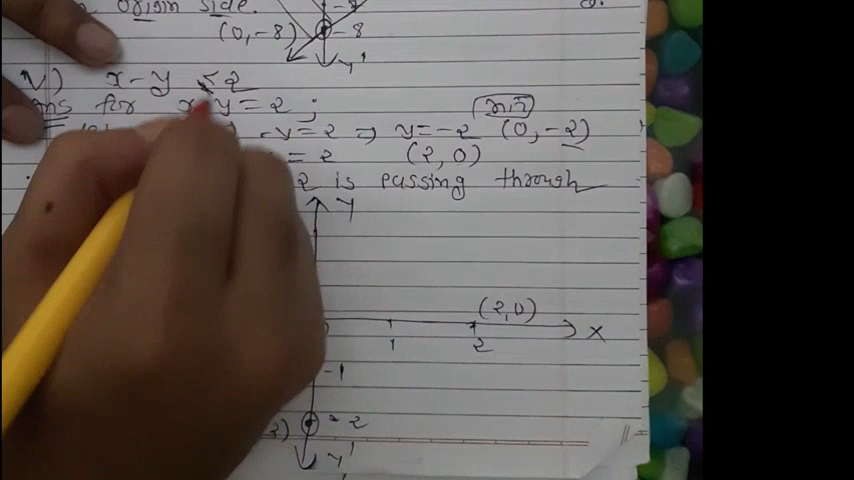 origin side.
-8
(0,-8)
Y'
V) x-y ≤ 2
Ans for x-y=2 ;
-y=2 ⇒ y=-2 (0,-2)
= 2 (2,0)
2 is passing through
Y
(2,0)
X
1
2
-1
-2
Y'